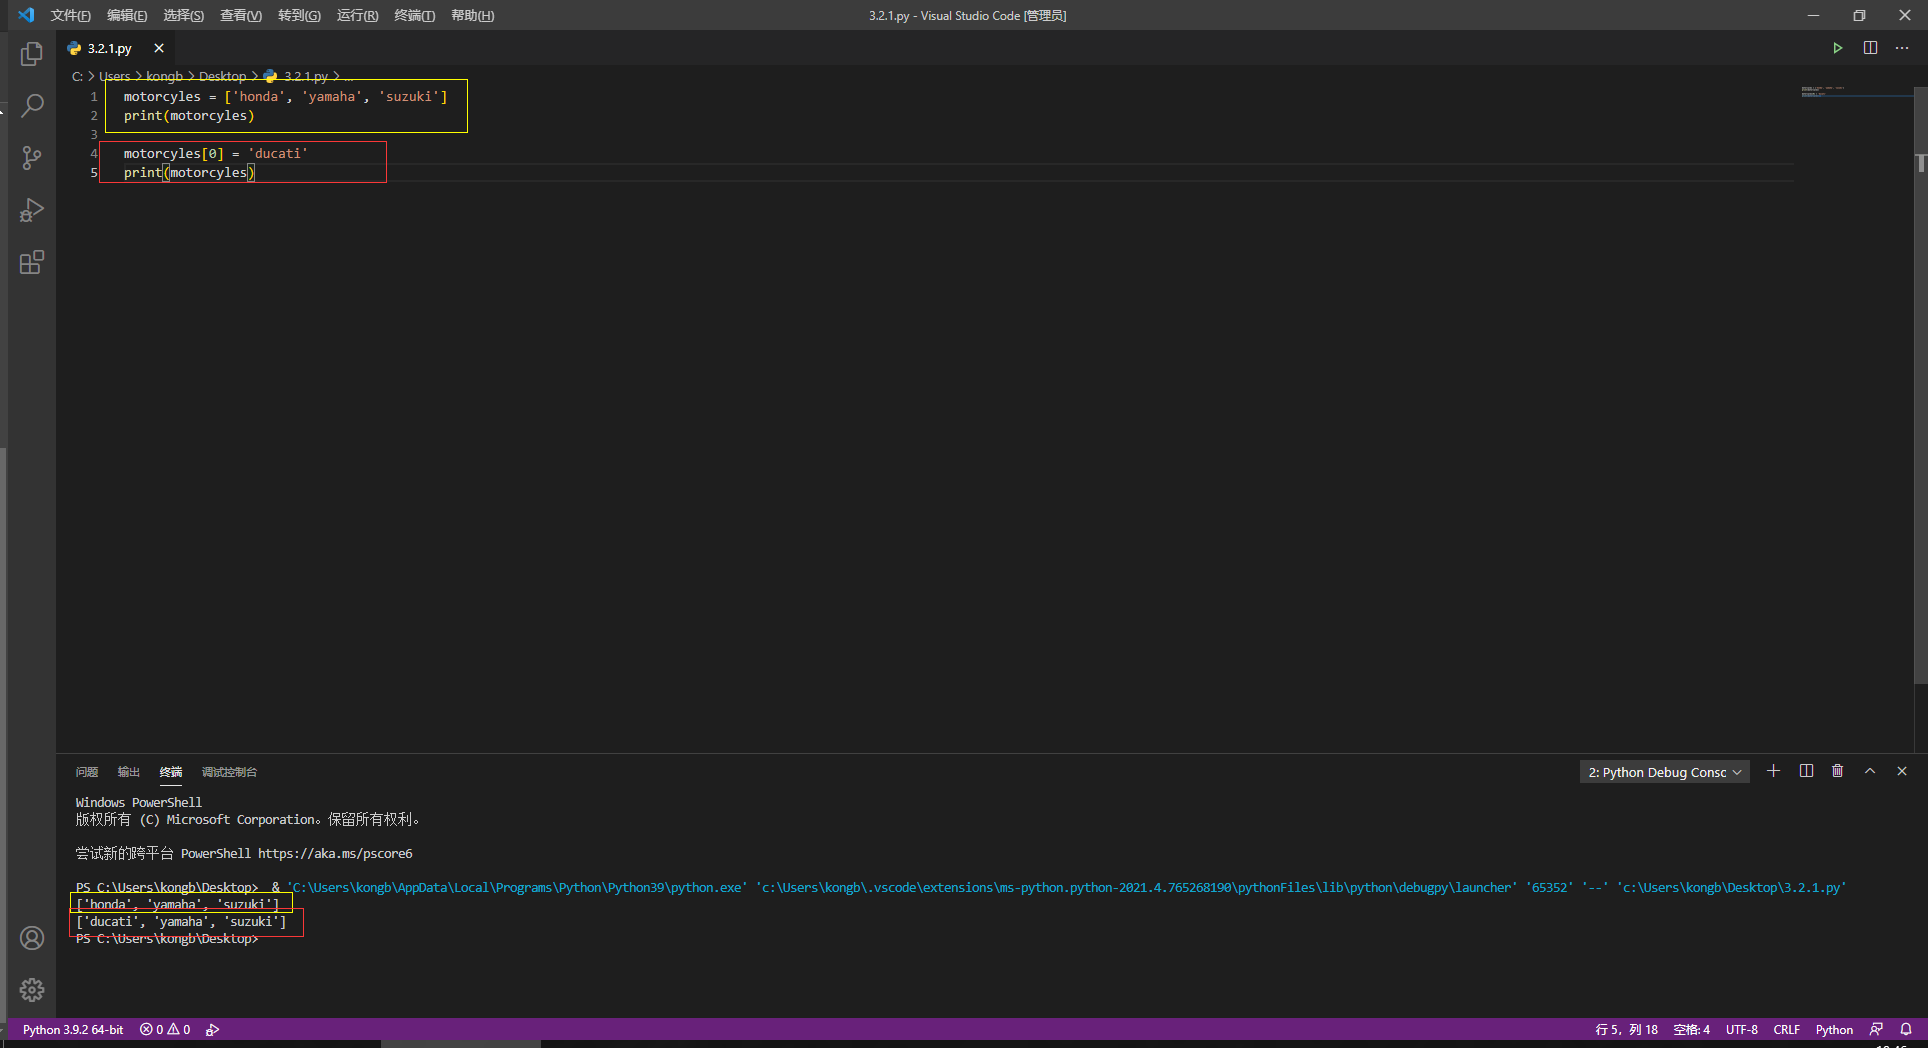 文件(F) 编辑(E) 选择(S) 查看(V) 转到(G) 运行(R) 终端(T) 帮助(H) 3.2.1.py - Visual Studio Code [管理员]
3.2.1.py
C: > Users > kongb > Desktop > 3.2.1.py > ...
1 motorcyles = ['honda', 'yamaha', 'suzuki']
2 print(motorcyles)
3
4 motorcyles[0] = 'ducati'
5 print(motorcyles)
问题 输出 终端 调试控制台 2: Python Debug Consc
Windows PowerShell
版权所有 (C) Microsoft Corporation。保留所有权利。
尝试新的跨平台 PowerShell https://aka.ms/pscore6
PS C:\Users\kongb\Desktop>  & 'C:\Users\kongb\AppData\Local\Programs\Python\Python39\python.exe' 'c:\Users\kongb\.vscode\extensions\ms-python.python-2021.4.765268190\pythonFiles\lib\python\debugpy\launcher' '65352' '--' 'c:\Users\kongb\Desktop\3.2.1.py'
['honda', 'yamaha', 'suzuki']
['ducati', 'yamaha', 'suzuki']
PS C:\Users\kongb\Desktop>
Python 3.9.2 64-bit 0 0 行 5, 列 18 空格: 4 UTF-8 CRLF Python